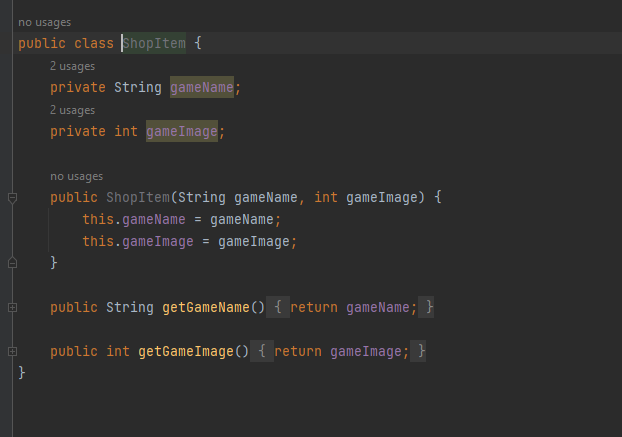 no usages
public class ShopItem {
2 usages
private String gameName;
2 usages
private int gameImage;
no usages
public ShopItem(String gameName, int gameImage) {
this.gameName = gameName;
this.gameImage = gameImage;
}
public String getGameName() { return gameName; }
public int getGameImage() { return gameImage; }
}